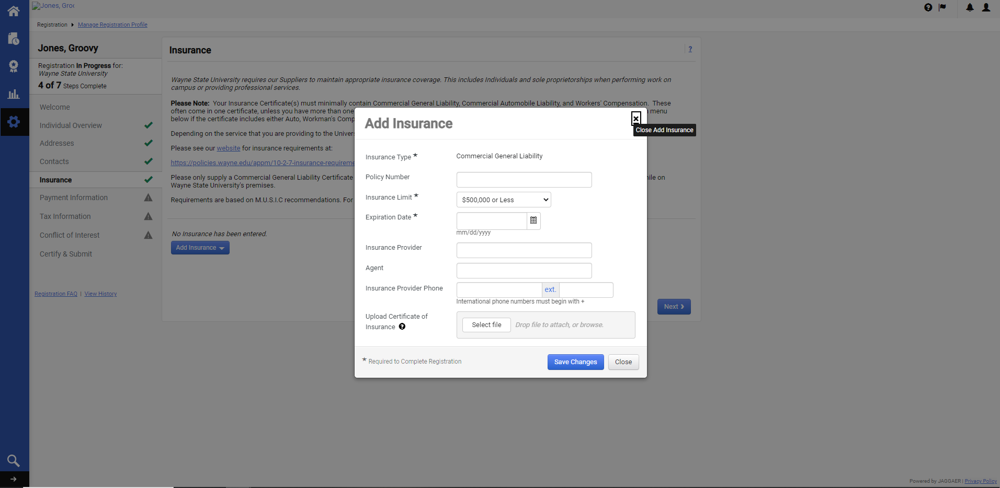 Jones, Groo
Registration Manage Registration Profile
Jones, Groovy
Registration In Progress for:
Wayne State University
4 of 7 Steps Complete
Welcome
Individual Overview
Addresses
Contacts
Insurance
Payment Information
Tax Information
Conflict of Interest
Certify & Submit
Registration FAQ | View History
Insurance
?
Wayne State University requires our Suppliers to maintain appropriate insurance coverage. This includes Individuals and sole proprietorships when performing work on
campus or providing professional services.
Please Note: Your Insurance Certificate(s) must minimally contain Commercial General Liability, Commercial Automobile Liability, and Workers' Compensation. These
often come in one certificate, unless you have more than one menu
below if the certificate includes either Auto, Workman's Comp
Depending on the service that you are providing to the Univer
Please see our website for insurance requirements at:
https://policies.wayne.edu/appm/10-2-7-insurance-requireme
Please only supply a Commercial General Liability Certificate while on
Wayne State University's premises.
Requirements are based on M.U.S.I.C recommendations. For
No Insurance has been entered.
Add Insurance
Next
Add Insurance
Close Add Insurance
Insurance Type * Commercial General Liability
Policy Number
Insurance Limit * $500,000 or Less
Expiration Date *
mm/dd/yyyy
Insurance Provider
Agent
Insurance Provider Phone ext.
International phone numbers must begin with +
Upload Certificate of
Insurance ?
Select file Drop file to attach, or browse.
* Required to Complete Registration
Save Changes Close
Powered by JAGGAER | Privacy Policy